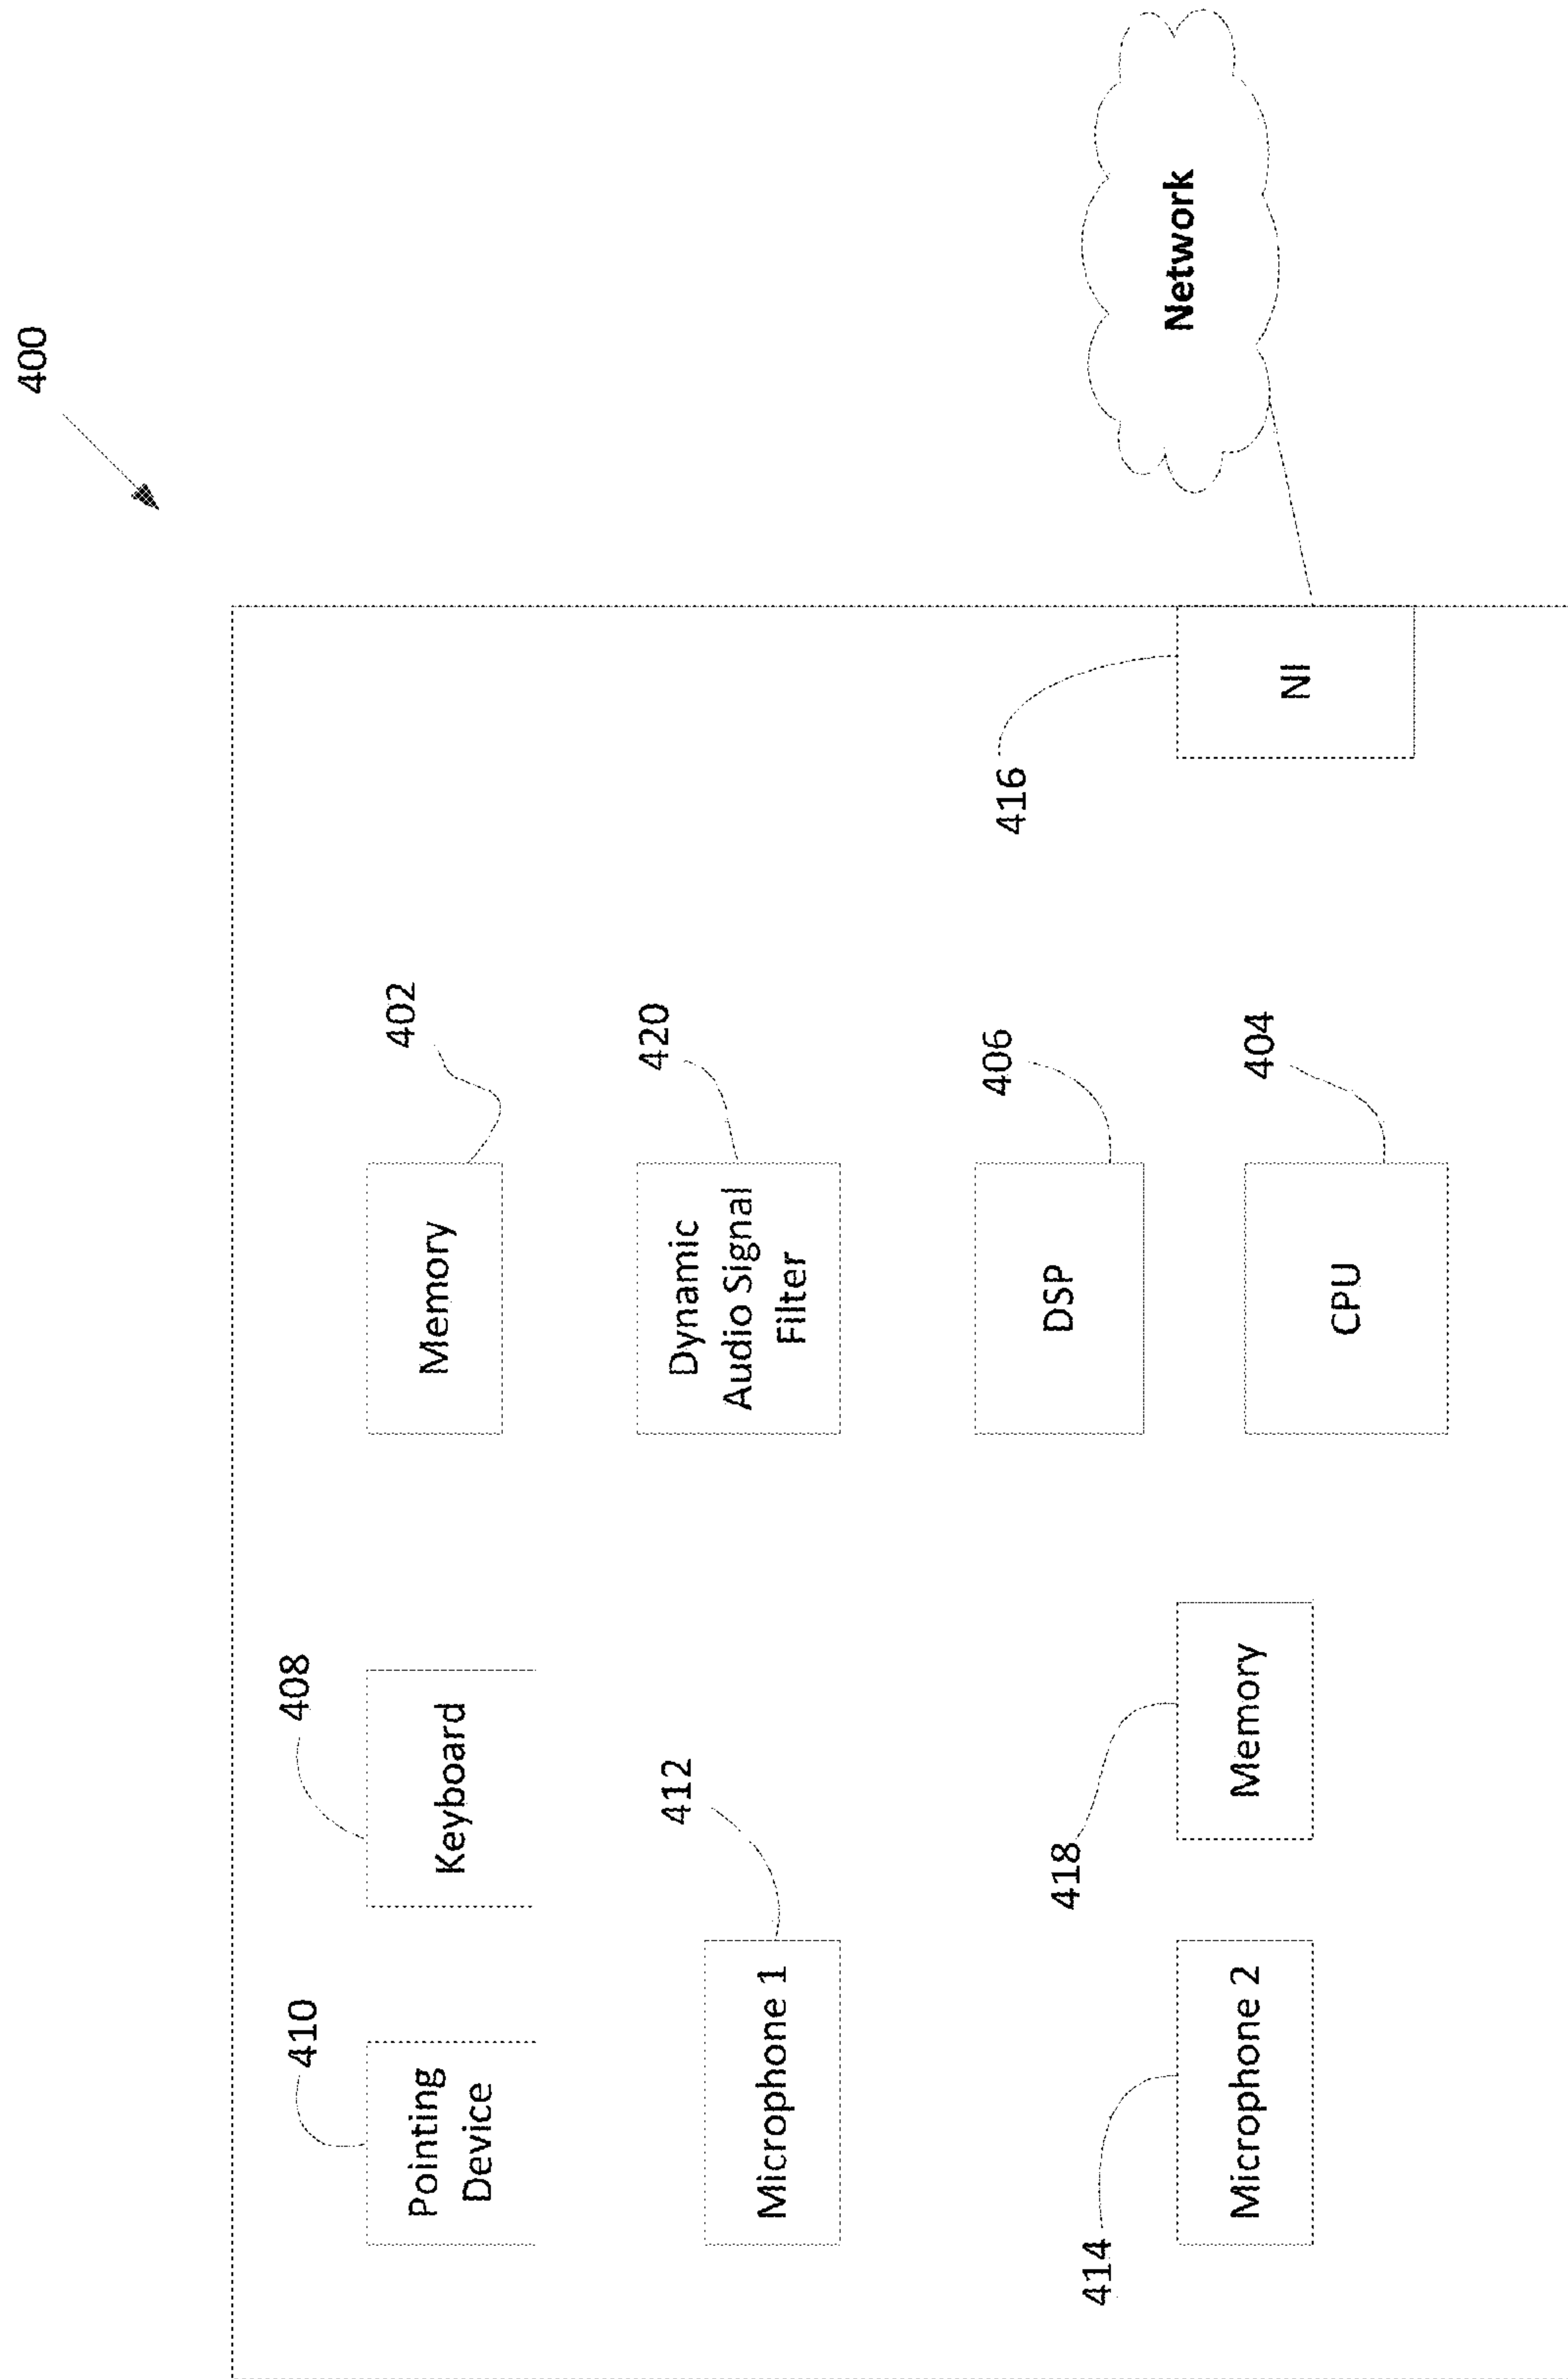 400
410
Pointing
Device
408
Keyboard
402
Memory
412
Microphone 1
420
Dynamic
Audio Signal
Filter
414
Microphone 2
418
Memory
406
DSP
404
CPU
416
NI
Network